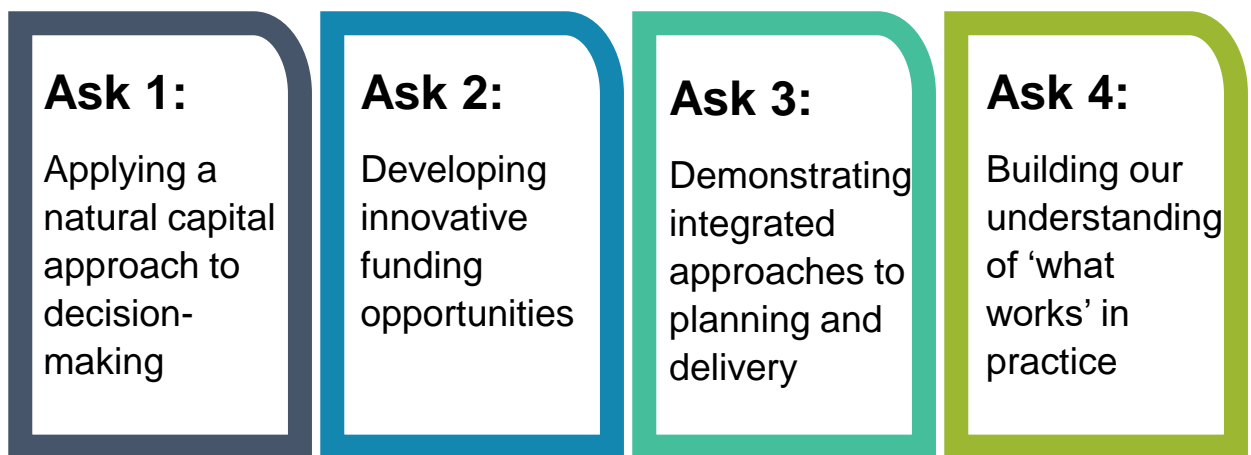 Ask 1:
Applying a
natural capital
approach to
decision-
making
Ask 2:
Developing
innovative
funding
opportunities
Ask 3:
Demonstrating
integrated
approaches to
planning and
delivery
Ask 4:
Building our
understanding
of ‘what
works’ in
practice